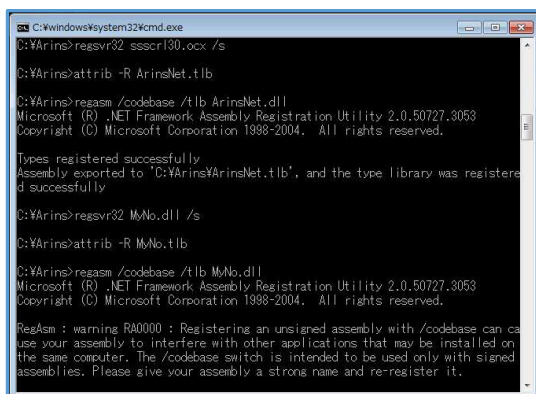 C:¥windows¥system32¥cmd.exe
C:¥Arins>regsvr32 ssscrl30.ocx /s
C:¥Arins>attrib -R ArinsNet.tlb
C:¥Arins>regasm /codebase /tlb ArinsNet.dll
Microsoft (R) .NET Framework Assembly Registration Utility 2.0.50727.3053
Copyright (C) Microsoft Corporation 1998-2004.  All rights reserved.
Types registered successfully
Assembly exported to 'C:¥Arins¥ArinsNet.tlb', and the type library was registere
d successfully
C:¥Arins>regsvr32 MyNo.dll /s
C:¥Arins>attrib -R MyNo.tlb
C:¥Arins>regasm /codebase /tlb MyNo.dll
Microsoft (R) .NET Framework Assembly Registration Utility 2.0.50727.3053
Copyright (C) Microsoft Corporation 1998-2004.  All rights reserved.
RegAsm : warning RA0000 : Registering an unsigned assembly with /codebase can ca
use your assembly to interfere with other applications that may be installed on
the same computer. The /codebase switch is intended to be used only with signed
assemblies. Please give your assembly a strong name and re-register it.